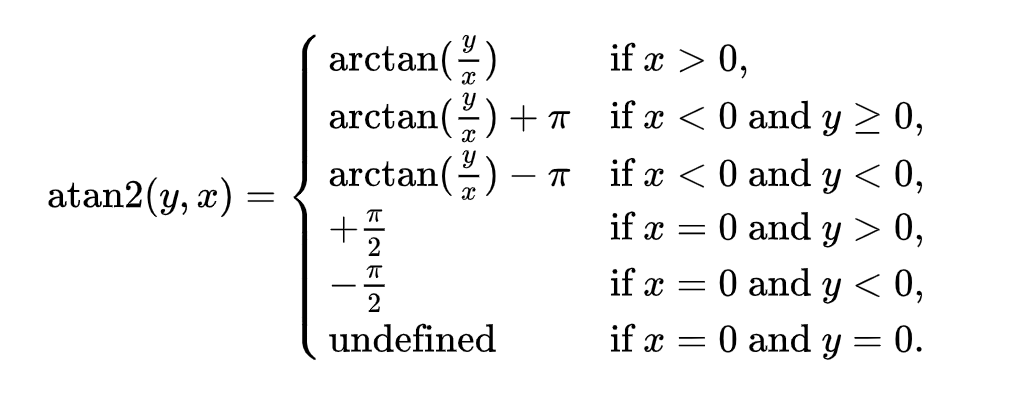 atan2(y, x) =
arctan(y/x) if x > 0,
arctan(y/x) + π if x < 0 and y ≥ 0,
arctan(y/x) − π if x < 0 and y < 0,
+π/2 if x = 0 and y > 0,
−π/2 if x = 0 and y < 0,
undefined if x = 0 and y = 0.